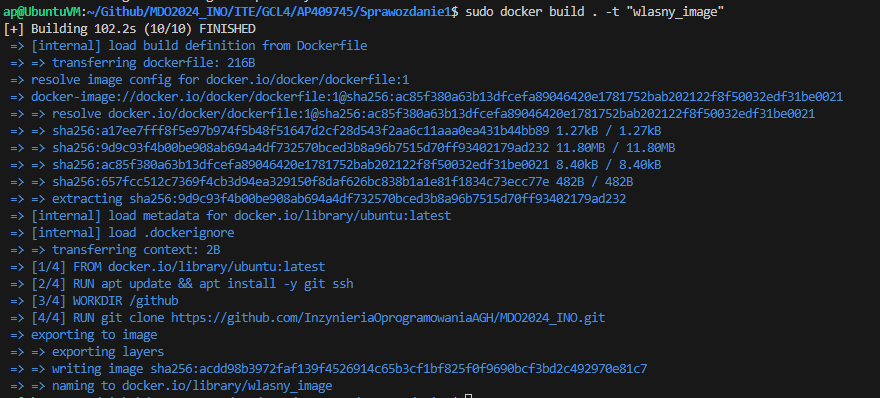 ap@UbuntuVM:~/Github/MDO2024_INO/ITE/GCL4/AP409745/Sprawozdanie1$ sudo docker build . -t "wlasny_image"
[+] Building 102.2s (10/10) FINISHED
=> [internal] load build definition from Dockerfile
=> => transferring dockerfile: 216B
=> resolve image config for docker.io/docker/dockerfile:1
=> docker-image://docker.io/docker/dockerfile:1@sha256:ac85f380a63b13dfcefa89046420e1781752bab202122f8f50032edf31be0021
=> => resolve docker.io/docker/dockerfile:1@sha256:ac85f380a63b13dfcefa89046420e1781752bab202122f8f50032edf31be0021
=> => sha256:a17ee7fff8f5e97b974f5b48f51647d2cf28d543f2aa6c11aaa0ea431b44bb89 1.27kB / 1.27kB
=> => sha256:9d9c93f4b00be908ab694a4df732570bced3b8a96b7515d70ff93402179ad232 11.80MB / 11.80MB
=> => sha256:ac85f380a63b13dfcefa89046420e1781752bab202122f8f50032edf31be0021 8.40kB / 8.40kB
=> => sha256:657fcc512c7369f4cb3d94ea329150f8daf626bc838b1a1e81f1834c73ecc77e 482B / 482B
=> => extracting sha256:9d9c93f4b00be908ab694a4df732570bced3b8a96b7515d70ff93402179ad232
=> [internal] load metadata for docker.io/library/ubuntu:latest
=> [internal] load .dockerignore
=> => transferring context: 2B
=> [1/4] FROM docker.io/library/ubuntu:latest
=> [2/4] RUN apt update && apt install -y git ssh
=> [3/4] WORKDIR /github
=> [4/4] RUN git clone https://github.com/InzynieriaOprogramowaniaAGH/MDO2024_INO.git
=> exporting to image
=> => exporting layers
=> => writing image sha256:acdd98b3972faf139f4526914c65b3cf1bf825f0f9690bcf3bd2c492970e81c7
=> => naming to docker.io/library/wlasny_image